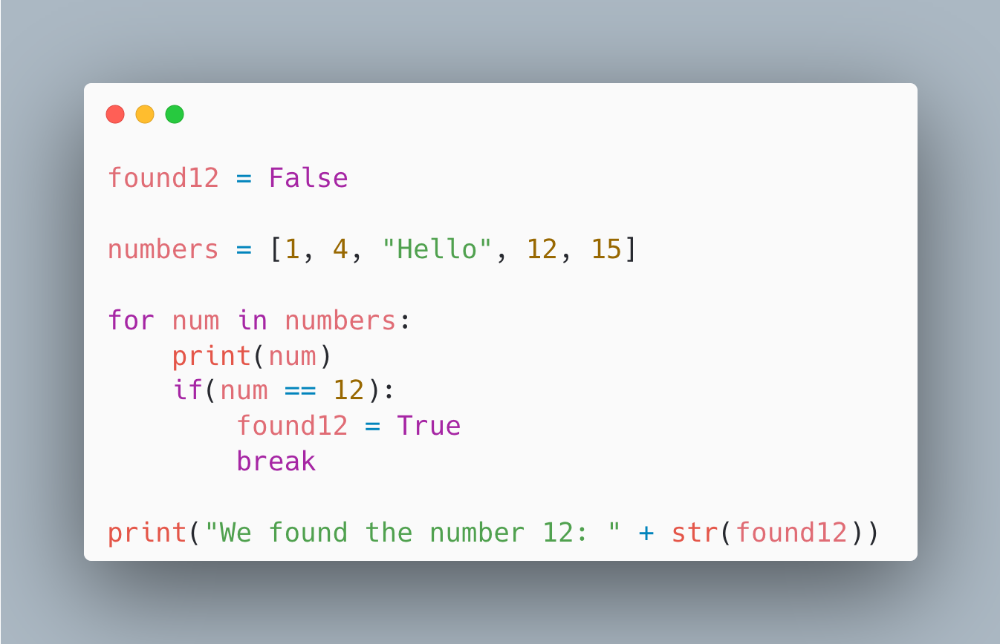 found12 = False
numbers = [1, 4, "Hello", 12, 15]
for num in numbers:
    print(num)
    if(num == 12):
        found12 = True
        break
print("We found the number 12: " + str(found12))